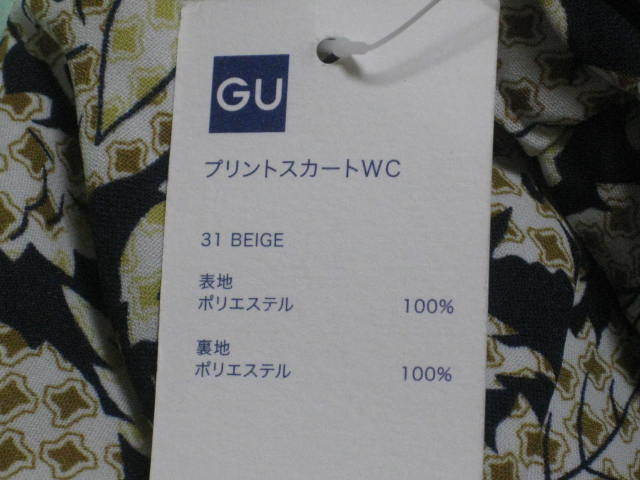 GU
プリントスカートWC
31 BEIGE
表地
ポリエステル 100%
裏地
ポリエステル 100%